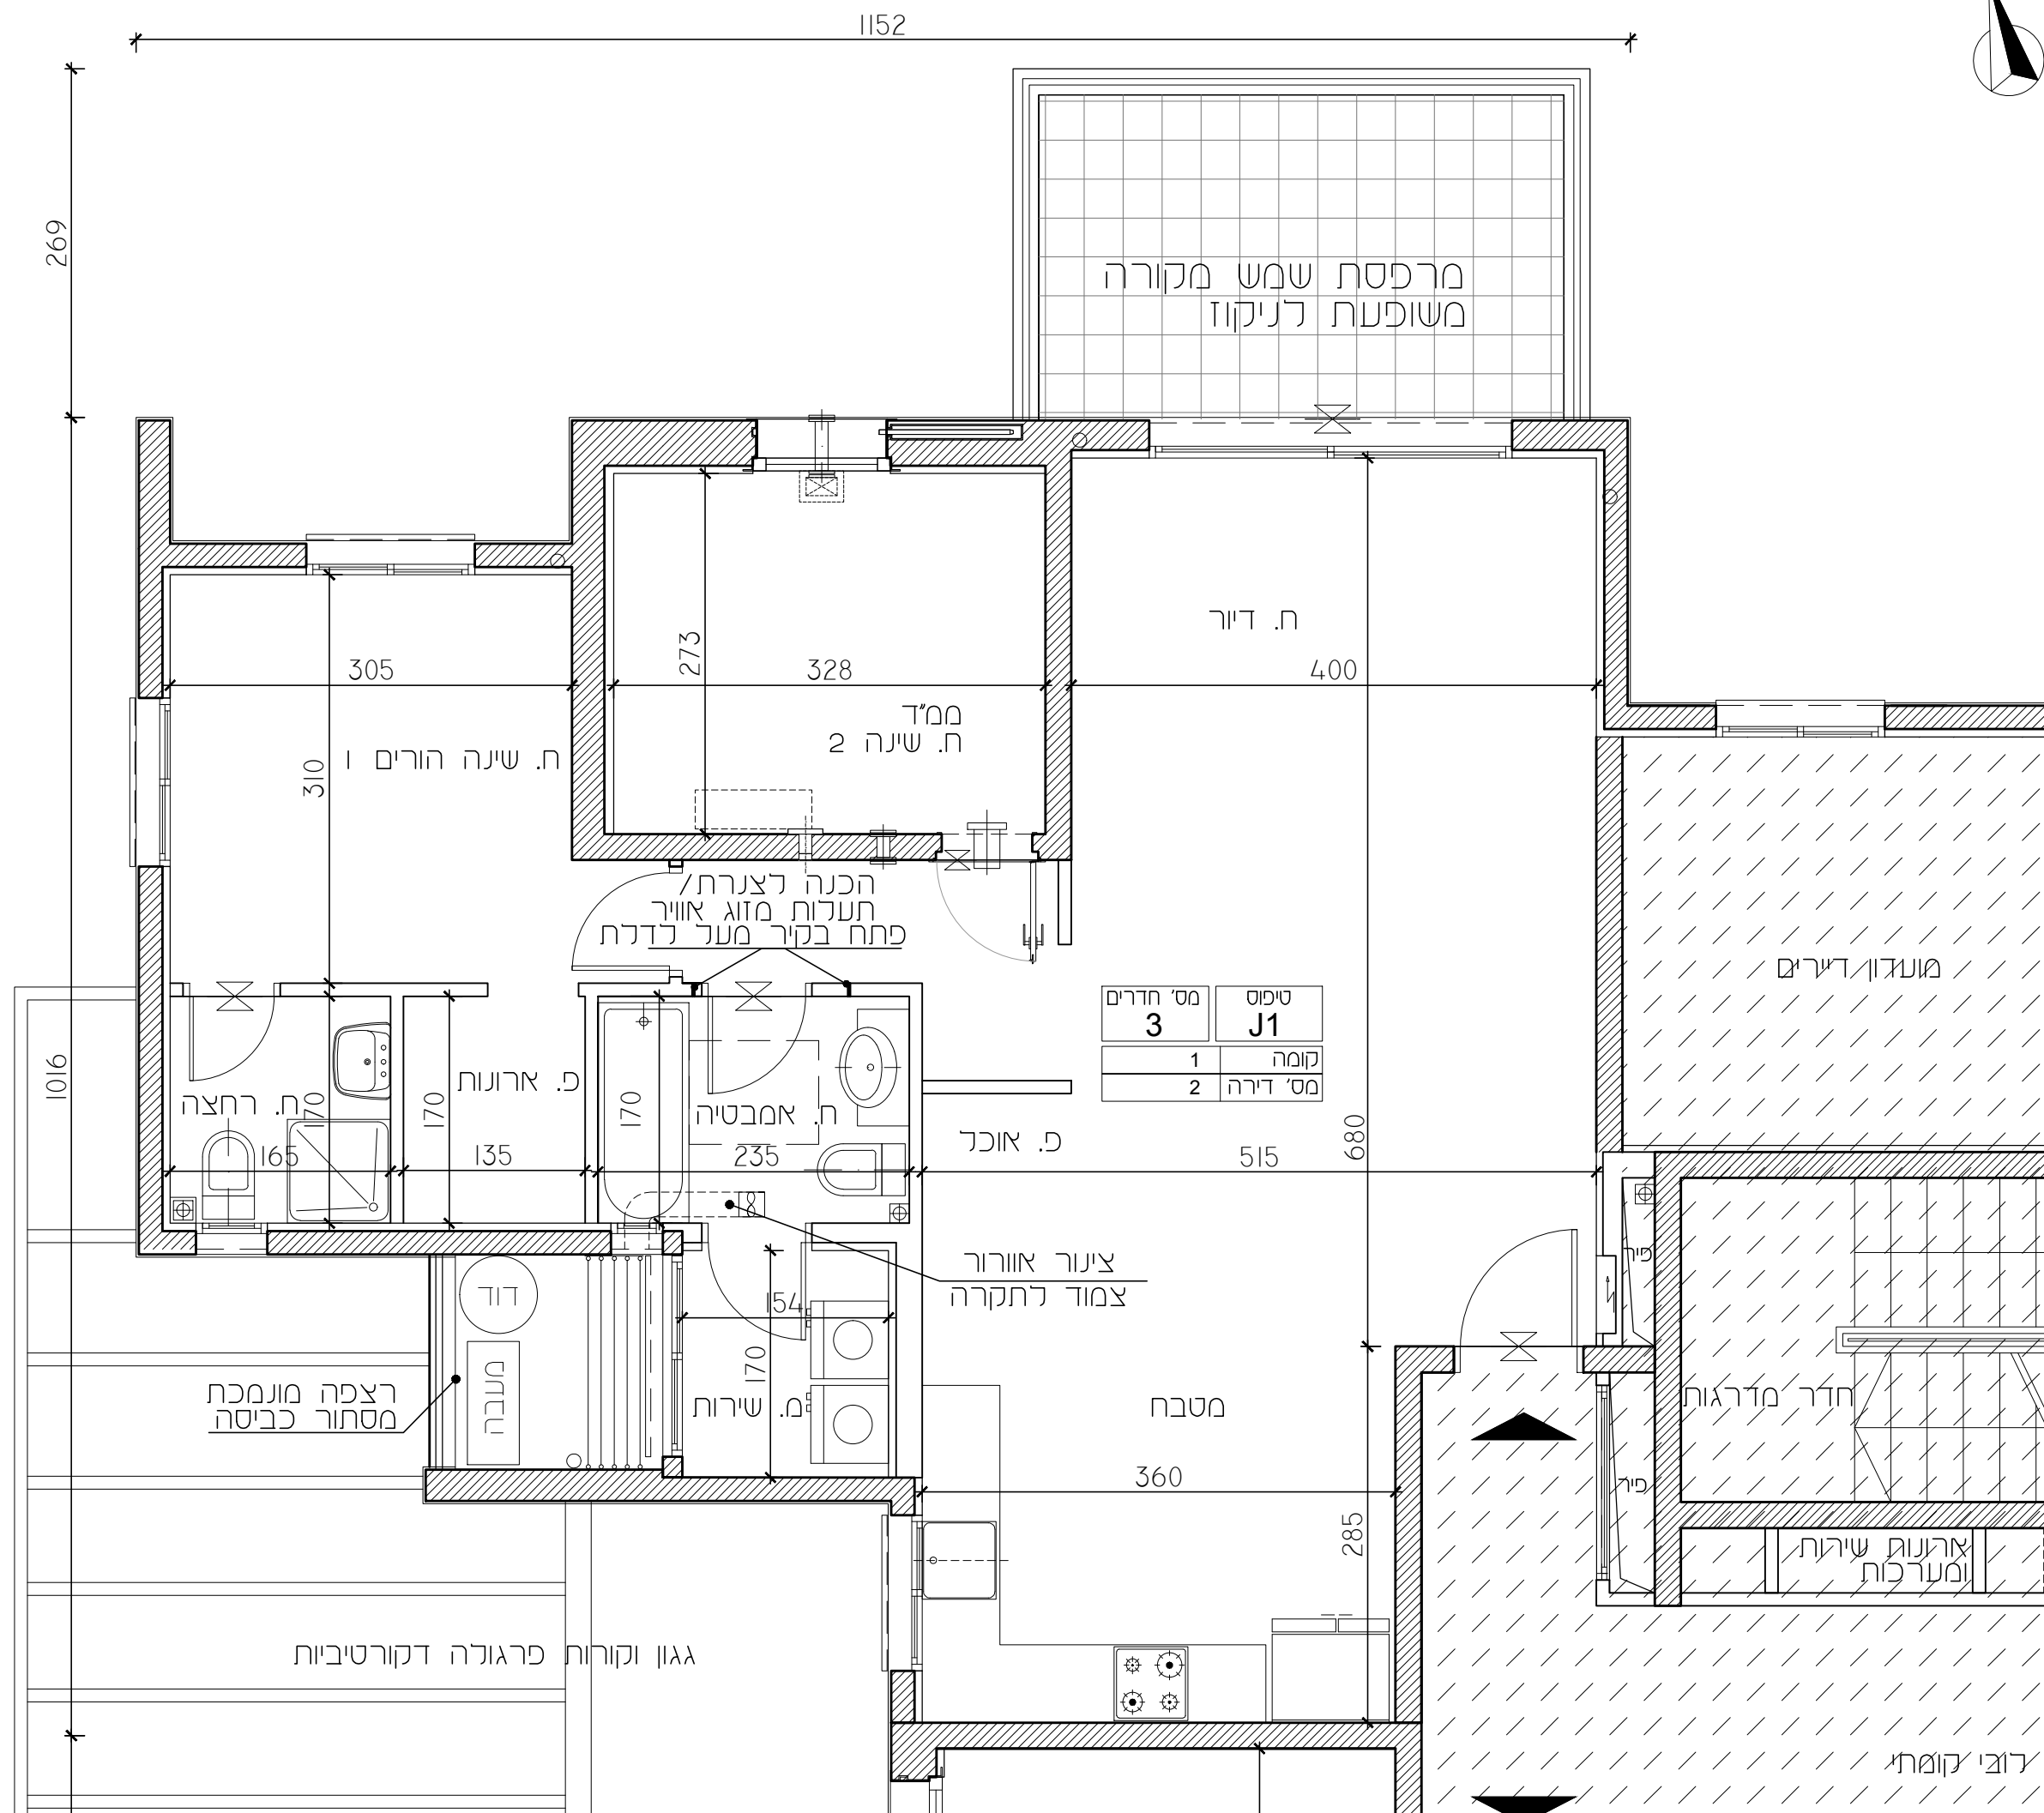 1152
269
מרפסת שמש מקורה
משופעת לניקוז
ח. דיור
273
305
328
400
ממ"ד
ח. שינה 2
ח. שינה הורים 1
310
הכנה לצנרת/
תעלות מזוג אוויר
פתח בקיר מעל לדלת
מועדון דיירים
טיפוס
J1
מס' חדרים
3
קומה 1
מס' דירה 2
1016
פ. ארונות
ח. רחצה
170
170
170
ח. אמבטיה
פ. אוכל
680
165
135
235
515
צינור אוורור
צמוד לתקרה
פיר
דוד
154
170
מעבה
רצפה מונמכת
מסתור כביסה
מ. שירות
מטבח
חדר מדרגות
360
פיר
285
ארונות שירות
ומערכות
גגון וקורות פרגולה דקורטיביות
לובי קומתי